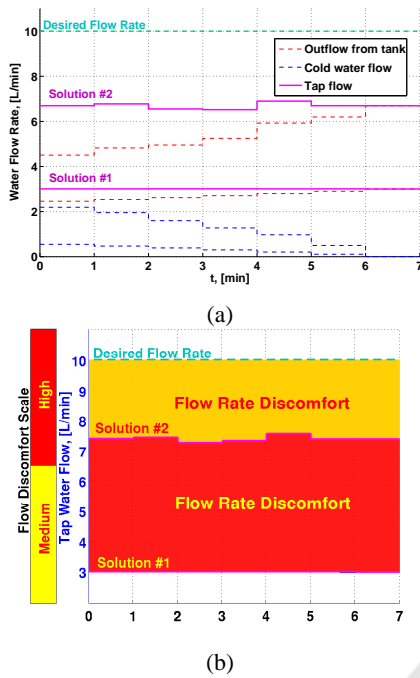 Desired Flow Rate
Outflow from tank
Cold water flow
Tap flow
Solution #2
Solution #1
Water Flow Rate, [L/min]
10
8
6
4
2
0
0 1 2 3 4 5 6 7
t, [min]
(a)
Flow Discomfort Scale
High
Medium
Tap Water Flow, [L/min]
10
9
8
7
6
5
4
3
Desired Flow Rate
Flow Rate Discomfort
Solution #2
Flow Rate Discomfort
Solution #1
0 1 2 3 4 5 6 7
(b)